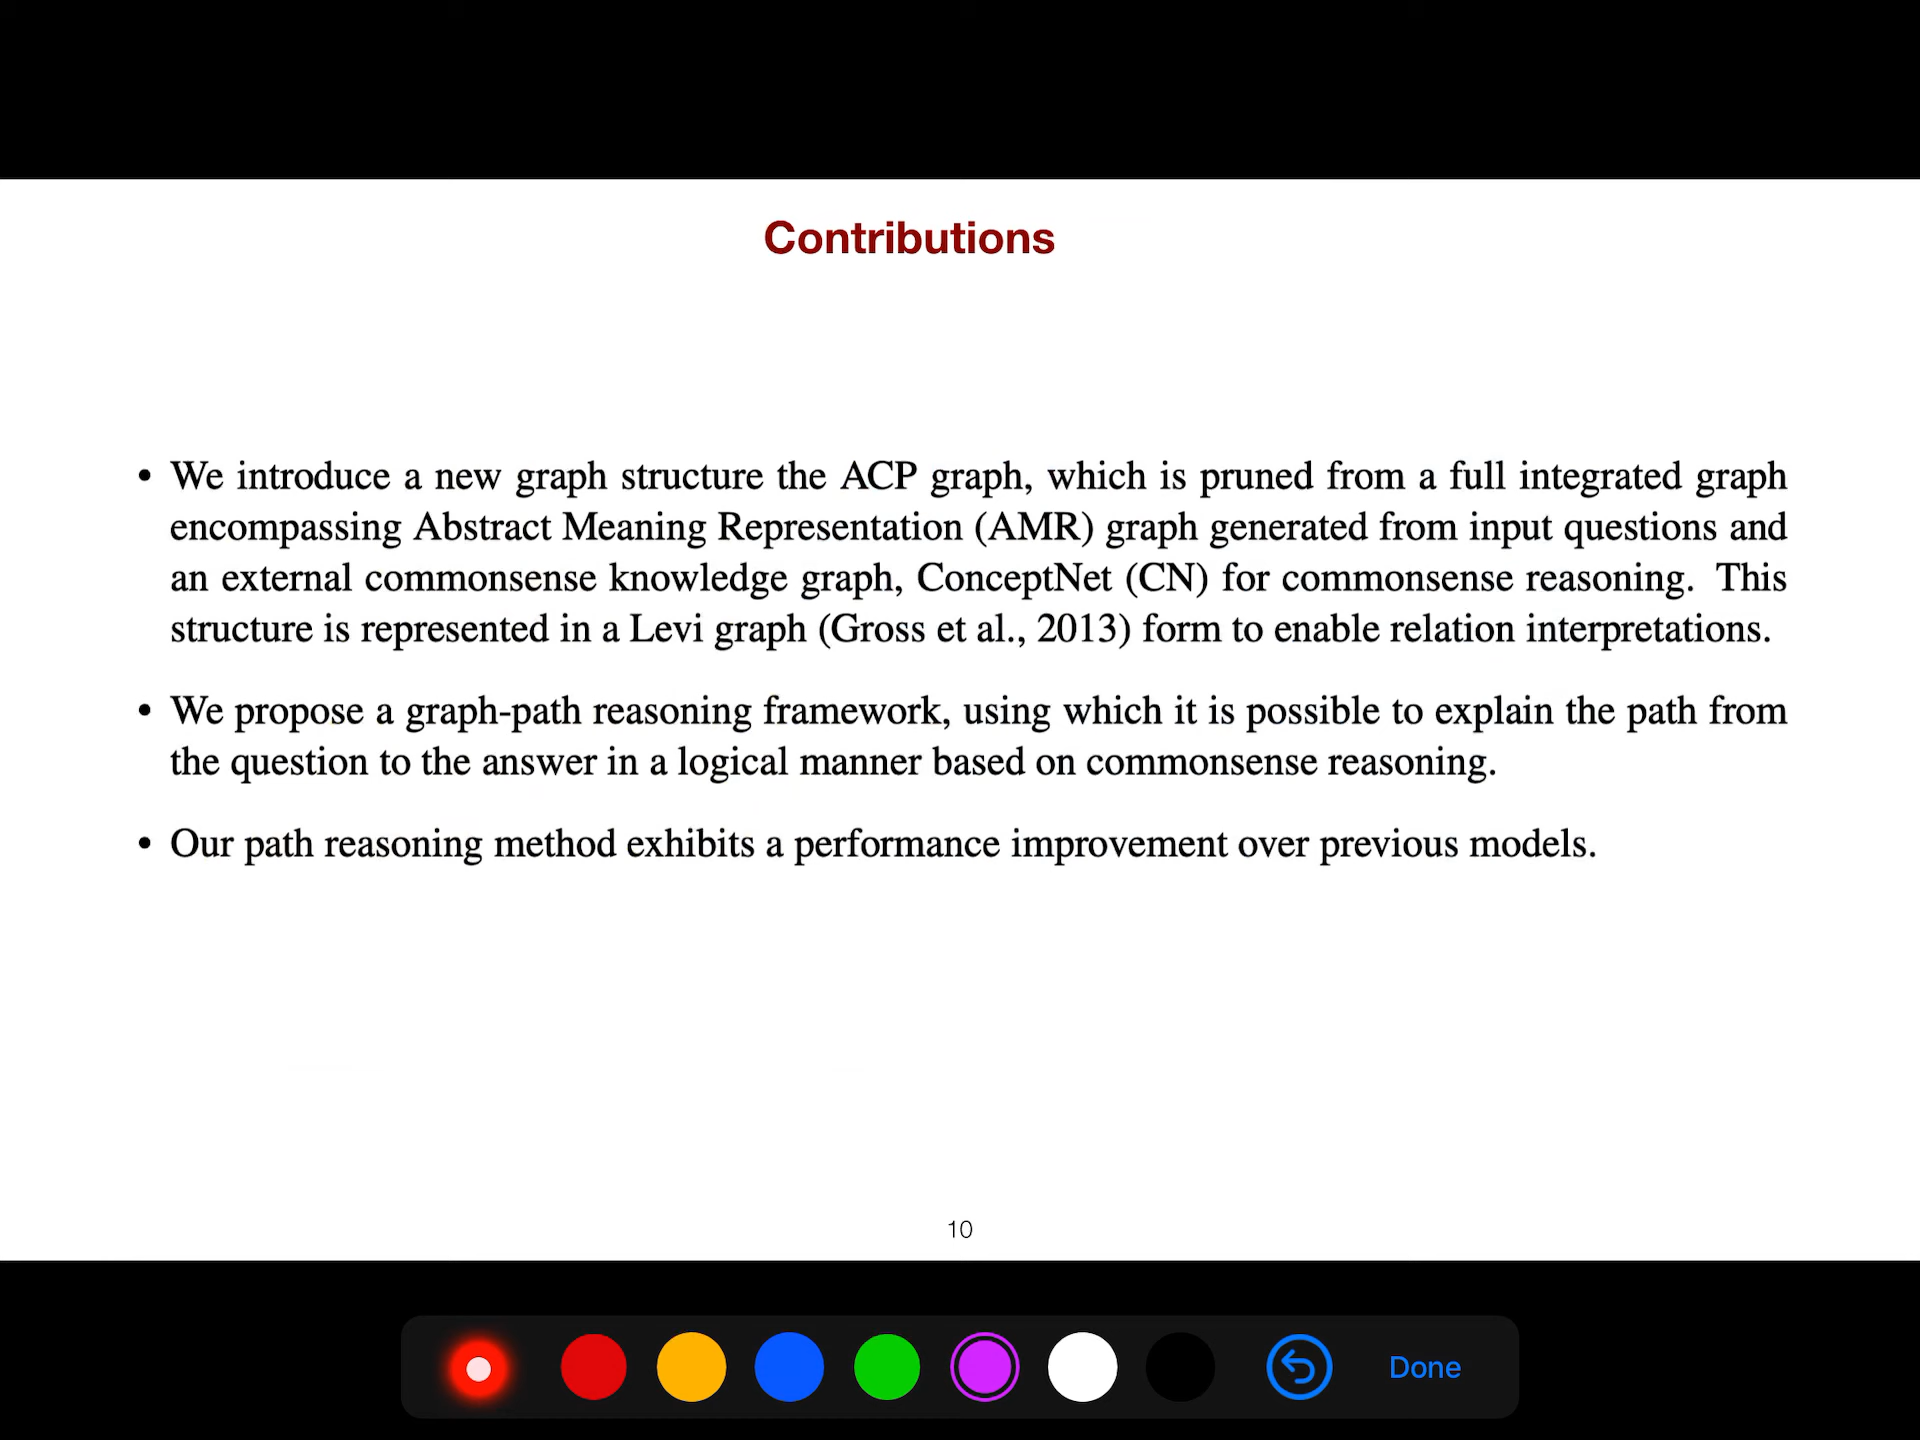 Contributions
• We introduce a new graph structure the ACP graph, which is pruned from a full integrated graph
encompassing Abstract Meaning Representation (AMR) graph generated from input questions and
an external commonsense knowledge graph, ConceptNet (CN) for commonsense reasoning. This
structure is represented in a Levi graph (Gross et al., 2013) form to enable relation interpretations.
• We propose a graph-path reasoning framework, using which it is possible to explain the path from
the question to the answer in a logical manner based on commonsense reasoning.
• Our path reasoning method exhibits a performance improvement over previous models.
10
Done